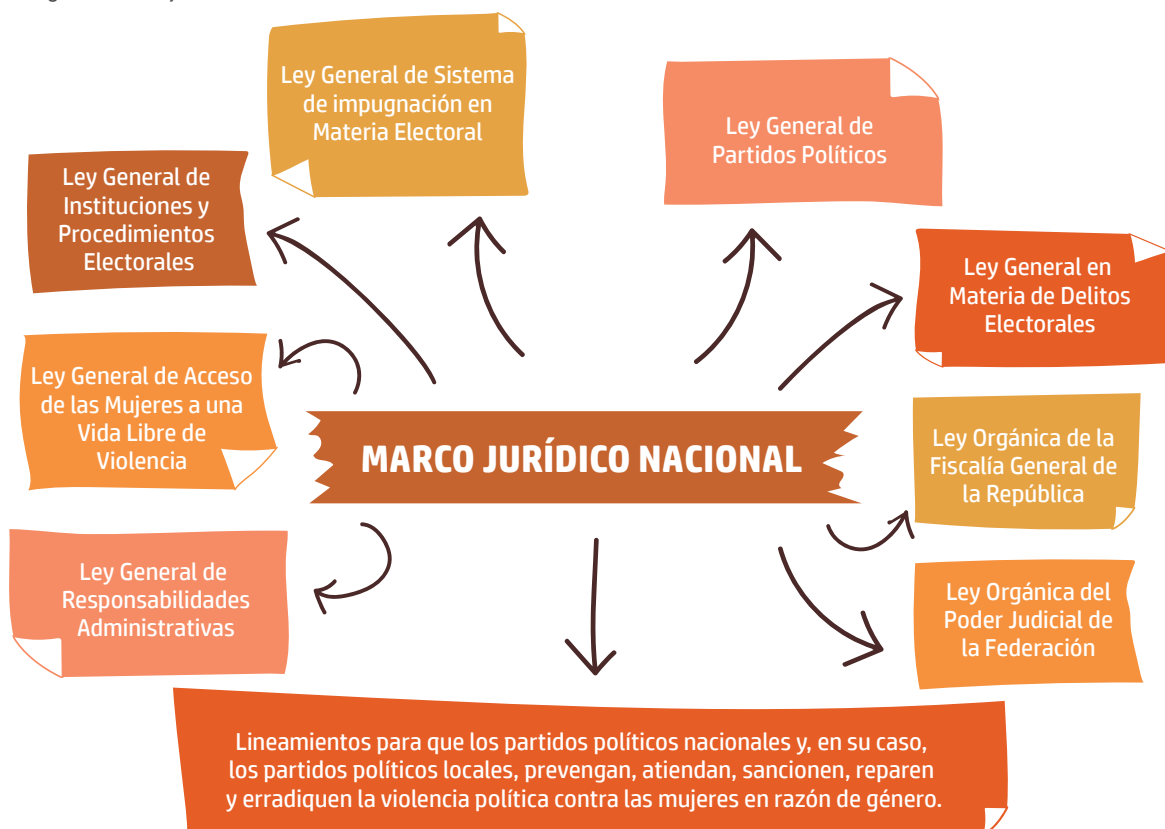 Ley General de Sistema
de impugnación en
Materia Electoral
Ley General de
Partidos Políticos
Ley General de
Instituciones y
Procedimientos
Electorales
Ley General en
Materia de Delitos
Electorales
Ley General de Acceso
de las Mujeres a una
Vida Libre de
Violencia
MARCO JURÍDICO NACIONAL
Ley Orgánica de la
Fiscalía General de
la República
Ley General de
Responsabilidades
Administrativas
Ley Orgánica del
Poder Judicial de
la Federación
Lineamientos para que los partidos políticos nacionales y, en su caso,
los partidos políticos locales, prevengan, atiendan, sancionen, reparen
y erradiquen la violencia política contra las mujeres en razón de género.